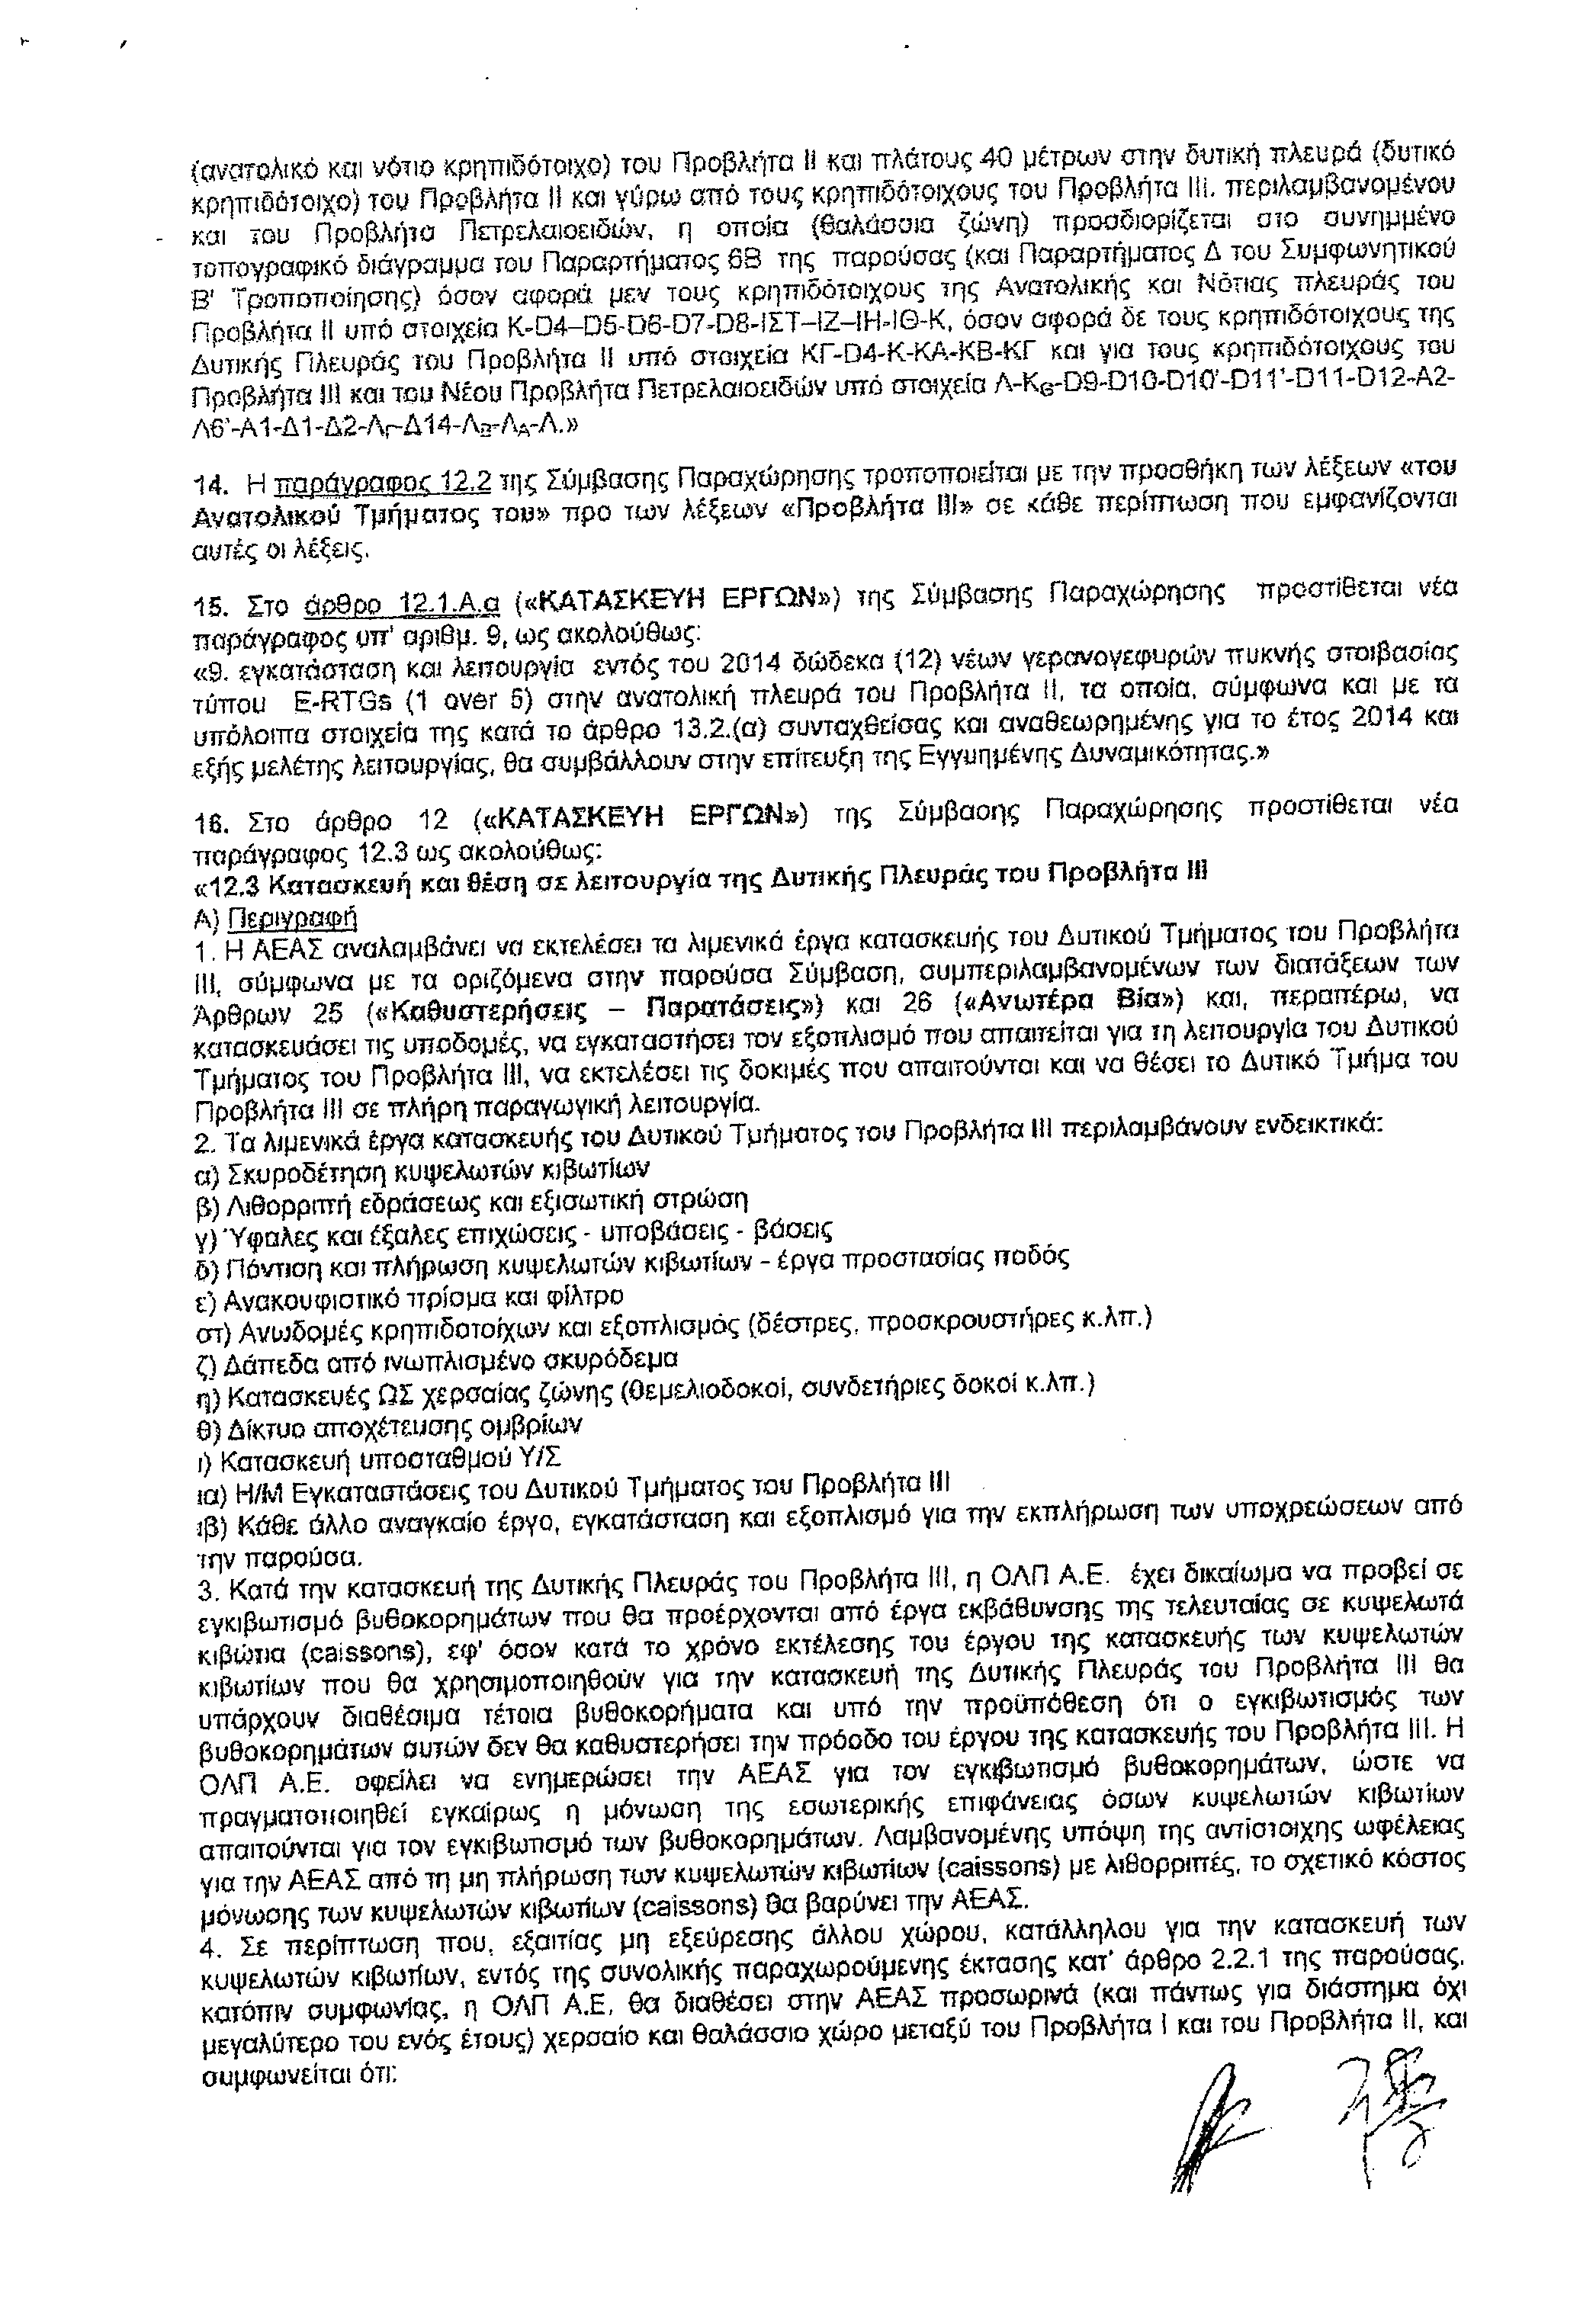 (ανατολικό και νότιο κρηπιδότοιχο) του Προβλήτα ΙΙ και πλάτους 40 μέτρων στην δυτική πλευρά (δυτικό
κρηπιδότοιχο) του Προβλήτα ΙΙ και γύρω από τους κρηπιδότοιχους του Προβλήτα ΙΙΙ. περιλαμβανομένου
και του Προβλήτα Πετρελαιοειδών, η οποία (θαλάσσια ζώνη) προσδιορίζεται στο συνημμένο
τοπογραφικό διάγραμμα του Παραρτήματος 6Β της παρούσας (και Παραρτήματος Δ του Συμφωνητικού
Β' Τροποποίησης) όσον αφορά μεν τους κρηπιδότοιχους της Ανατολικής και Νότιας πλευράς του
Προβλήτα ΙΙ υπό στοιχεία Κ-D4–D5-D6-D7-D8-ΙΣΤ–ΙΖ–ΙΗ-ΙΘ-Κ, όσον αφορά δε τους κρηπιδότοιχους της
Δυτικής Πλευράς του Προβλήτα ΙΙ υπό στοιχεία ΚΓ-D4-Κ-ΚΑ-ΚΒ-ΚΓ και για τους κρηπιδότοιχους του
Προβλήτα ΙΙΙ και του Νέου Προβλήτα Πετρελαιοειδών υπό στοιχεία Λ-Κ₆-D9-D10-D10'-D11'-D11-D12-Α2-
Λ6'-Α1-Δ1-Δ2-Λ<sub>Γ</sub>-Δ14-Λ<sub>Β</sub>-Λ<sub>Α</sub>-Λ.»
14. Η παράγραφος 12.2 της Σύμβασης Παραχώρησης τροποποιείται με την προσθήκη των λέξεων «του
Ανατολικού Τμήματος του» προ των λέξεων «Προβλήτα ΙΙΙ» σε κάθε περίπτωση που εμφανίζονται
αυτές οι λέξεις.
15. Στο άρθρο 12.1.Α.α («ΚΑΤΑΣΚΕΥΗ ΕΡΓΩΝ») της Σύμβασης Παραχώρησης προστίθεται νέα
παράγραφος υπ' αριθμ. 9, ως ακολούθως:
«9. εγκατάσταση και λειτουργία εντός του 2014 δώδεκα (12) νέων γερανογεφυρών πυκνής στοιβασίας
τύπου E-RTGs (1 over 5) στην ανατολική πλευρά του Προβλήτα ΙΙ, τα οποία, σύμφωνα και με τα
υπόλοιπα στοιχεία της κατά το άρθρο 13.2.(α) συνταχθείσας και αναθεωρημένης για το έτος 2014 και
εξής μελέτης λειτουργίας, θα συμβάλλουν στην επίτευξη της Εγγυημένης Δυναμικότητας.»
16. Στο άρθρο 12 («ΚΑΤΑΣΚΕΥΗ ΕΡΓΩΝ») της Σύμβασης Παραχώρησης προστίθεται νέα
παράγραφος 12.3 ως ακολούθως:
«12.3 Κατασκευή και θέση σε λειτουργία της Δυτικής Πλευράς του Προβλήτα ΙΙΙ
Α) Περιγραφή
1. Η ΑΕΑΣ αναλαμβάνει να εκτελέσει τα λιμενικά έργα κατασκευής του Δυτικού Τμήματος του Προβλήτα
ΙΙΙ, σύμφωνα με τα οριζόμενα στην παρούσα Σύμβαση, συμπεριλαμβανομένων των διατάξεων των
Άρθρων 25 («Καθυστερήσεις – Παρατάσεις») και 26 («Ανωτέρα Βία») και, περαιτέρω, να
κατασκευάσει τις υποδομές, να εγκαταστήσει τον εξοπλισμό που απαιτείται για τη λειτουργία του Δυτικού
Τμήματος του Προβλήτα ΙΙΙ, να εκτελέσει τις δοκιμές που απαιτούνται και να θέσει το Δυτικό Τμήμα του
Προβλήτα ΙΙΙ σε πλήρη παραγωγική λειτουργία.
2. Τα λιμενικά έργα κατασκευής του Δυτικού Τμήματος του Προβλήτα ΙΙΙ περιλαμβάνουν ενδεικτικά:
α) Σκυροδέτηση κυψελωτών κιβωτίων
β) Λιθορριπή εδράσεως και εξισωτική στρώση
γ) Ύφαλες και έξαλες επιχώσεις - υποβάσεις - βάσεις
δ) Πόντιση και πλήρωση κυψελωτών κιβωτίων – έργα προστασίας ποδός
ε) Ανακουφιστικό πρίσμα και φίλτρο
στ) Ανωδομές κρηπιδοτοίχων και εξοπλισμός (δέστρες, προσκρουστήρες κ.λπ.)
ζ) Δάπεδα από ινωπλισμένο σκυρόδεμα
η) Κατασκευές ΩΣ χερσαίας ζώνης (θεμελιοδοκοί, συνδετήριες δοκοί κ.λπ.)
θ) Δίκτυο αποχέτευσης ομβρίων
ι) Κατασκευή υποσταθμού Υ/Σ
ια) Η/Μ Εγκαταστάσεις του Δυτικού Τμήματος του Προβλήτα ΙΙΙ
ιβ) Κάθε άλλο αναγκαίο έργο, εγκατάσταση και εξοπλισμό για την εκπλήρωση των υποχρεώσεων από
την παρούσα.
3. Κατά την κατασκευή της Δυτικής Πλευράς του Προβλήτα ΙΙΙ, η ΟΛΠ Α.Ε. έχει δικαίωμα να προβεί σε
εγκιβωτισμό βυθοκορημάτων που θα προέρχονται από έργα εκβάθυνσης της τελευταίας σε κυψελωτά
κιβώτια (caissons), εφ' όσον κατά το χρόνο εκτέλεσης του έργου της κατασκευής των κυψελωτών
κιβωτίων που θα χρησιμοποιηθούν για την κατασκευή της Δυτικής Πλευράς του Προβλήτα ΙΙΙ θα
υπάρχουν διαθέσιμα τέτοια βυθοκορήματα και υπό την προϋπόθεση ότι ο εγκιβωτισμός των
βυθοκορημάτων αυτών δεν θα καθυστερήσει την πρόοδο του έργου της κατασκευής του Προβλήτα ΙΙΙ. Η
ΟΛΠ Α.Ε. οφείλει να ενημερώσει την ΑΕΑΣ για τον εγκιβωτισμό βυθοκορημάτων, ώστε να
πραγματοποιηθεί εγκαίρως η μόνωση της εσωτερικής επιφάνειας όσων κυψελωτών κιβωτίων
απαιτούνται για τον εγκιβωτισμό των βυθοκορημάτων. Λαμβανομένης υπόψη της αντίστοιχης ωφέλειας
για την ΑΕΑΣ από τη μη πλήρωση των κυψελωτών κιβωτίων (caissons) με λιθορριπές, το σχετικό κόστος
μόνωσης των κυψελωτών κιβωτίων (caissons) θα βαρύνει την ΑΕΑΣ.
4. Σε περίπτωση που, εξαιτίας μη εξεύρεσης άλλου χώρου, κατάλληλου για την κατασκευή των
κυψελωτών κιβωτίων, εντός της συνολικής παραχωρούμενης έκτασης κατ' άρθρο 2.2.1 της παρούσας,
κατόπιν συμφωνίας, η ΟΛΠ Α.Ε. θα διαθέσει στην ΑΕΑΣ προσωρινά (και πάντως για διάστημα όχι
μεγαλύτερο του ενός έτους) χερσαίο και θαλάσσιο χώρο μεταξύ του Προβλήτα Ι και του Προβλήτα ΙΙ, και
συμφωνείται ότι: